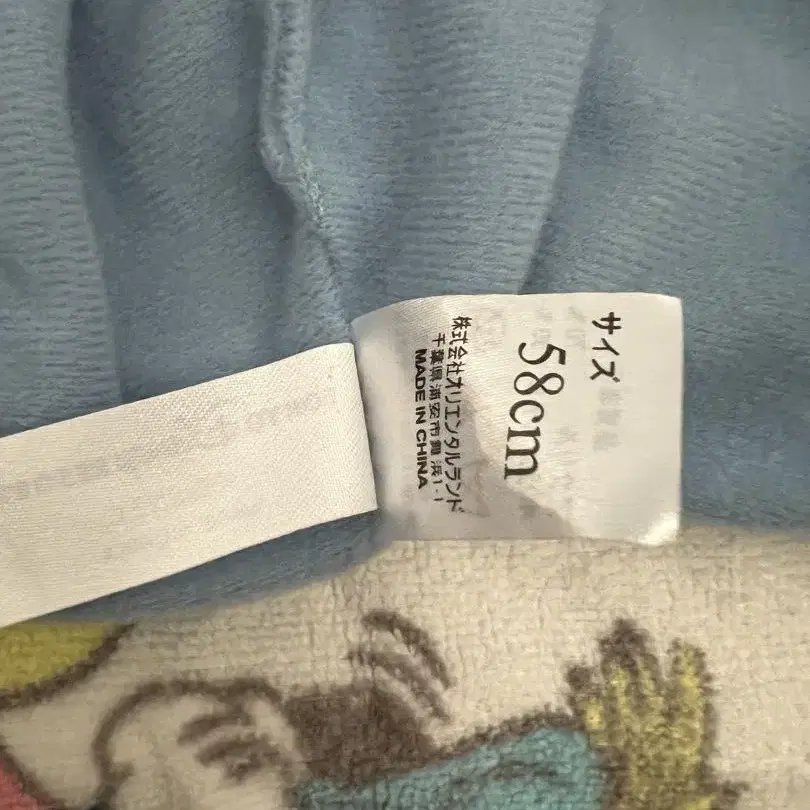 サイズ
58cm
株式会社オリエンタルランド
千葉県浦安市舞浜1-1
MADE IN CHINA